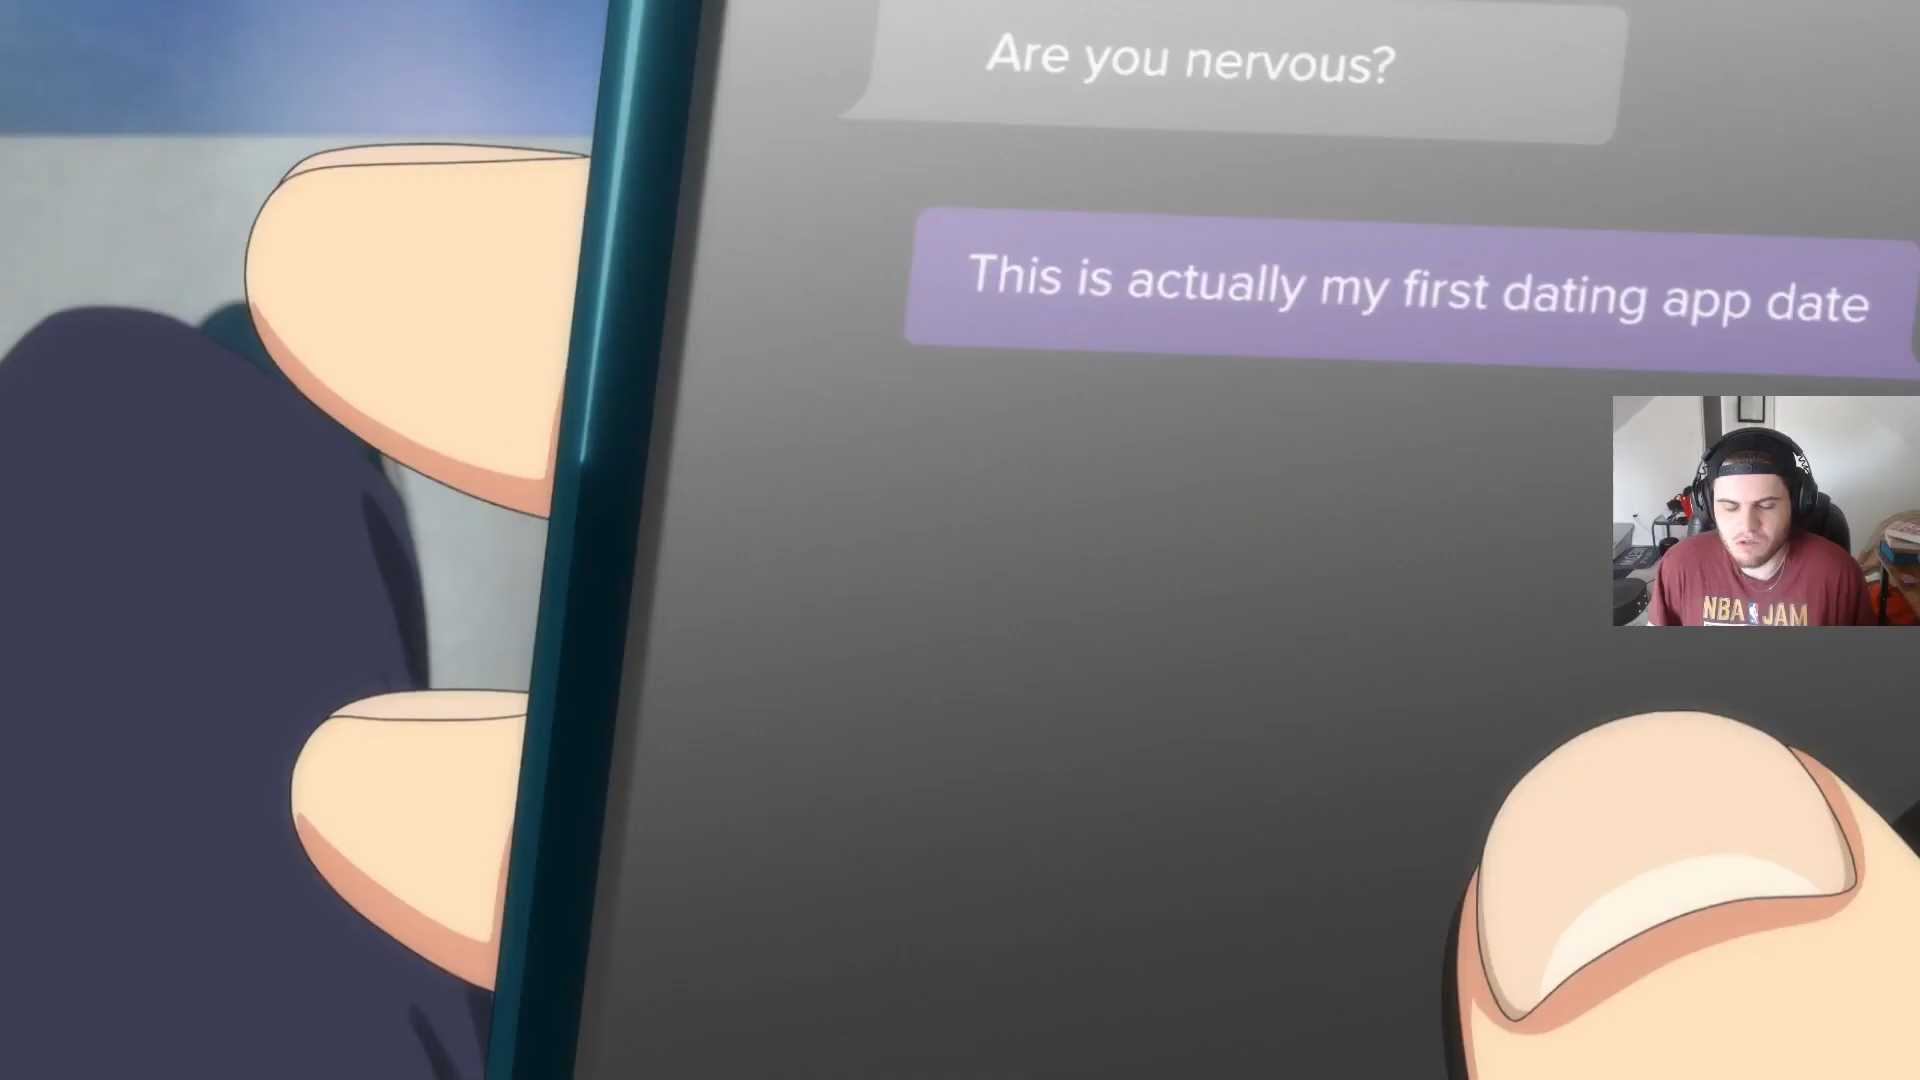 Are you nervous?
This is actually my first dating app date
NBA JAM